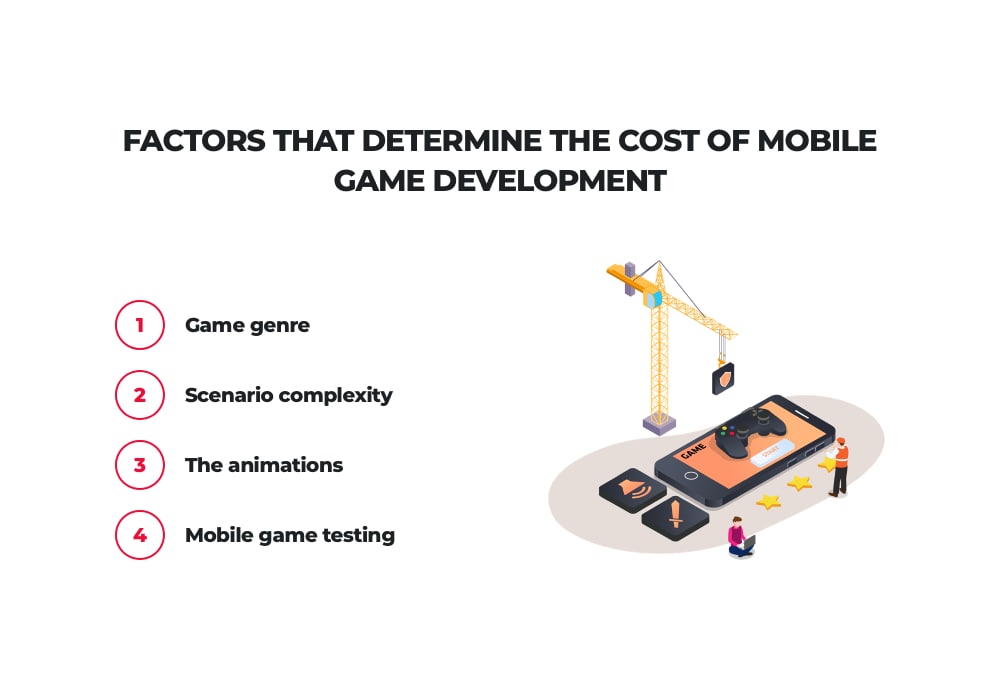 FACTORS THAT DETERMINE THE COST OF MOBILE
GAME DEVELOPMENT
1 Game genre
2 Scenario complexity
3 The animations
4 Mobile game testing
GAME
START